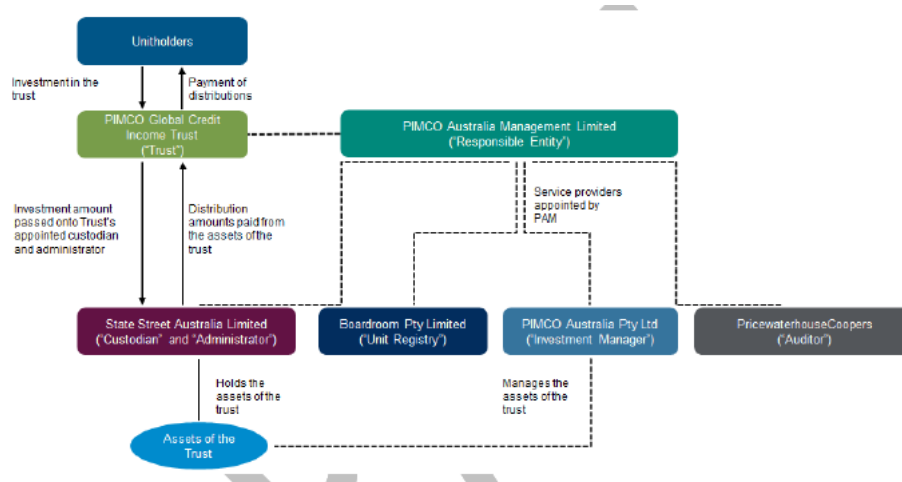 Unitholders
Investment in the
trust
Payment of
distributions
PIMCO Global Credit
Income Trust
("Trust")
PIMCO Australia Management Limited
("Responsible Entity")
Service providers
appointed by
PAM
Investment amount
passed onto Trust's
appointed custodian
and administrator
Distribution
amounts paid from
the assets of the
trust
State Street Australia Limited
("Custodian" and "Administrator")
Boardroom Pty Limited
("Unit Registry")
PIMCO Australia Pty Ltd
("Investment Manager")
PricewaterhouseCoopers
("Auditor")
Holds the
assets of the
trust
Manages the
assets of the
trust
Assets of the
Trust